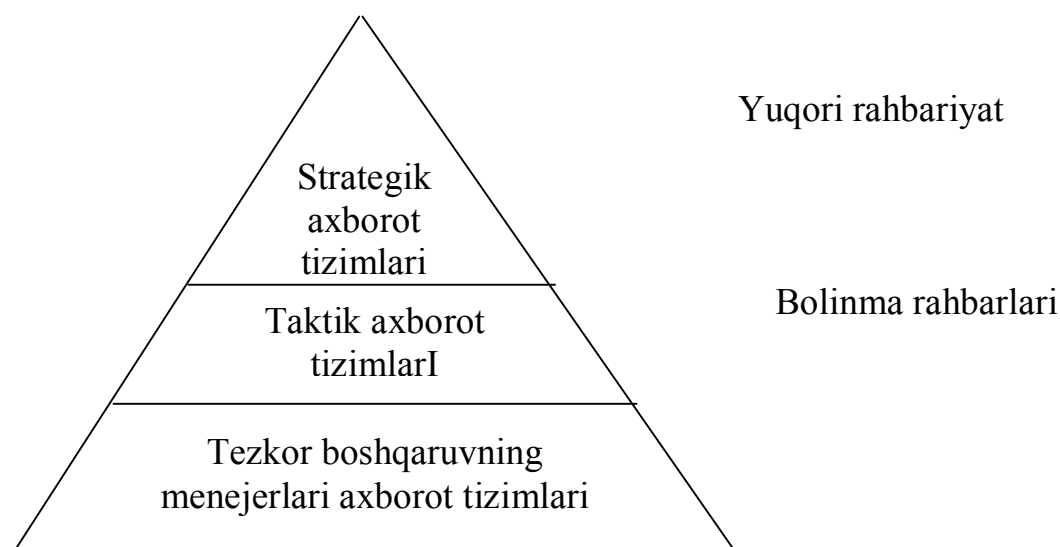 Yuqori rahbariyat
Strategik
axborot
tizimlari
Bolinma rahbarlari
Taktik axborot
tizimlarI
Tezkor boshqaruvning
menejerlari axborot tizimlari